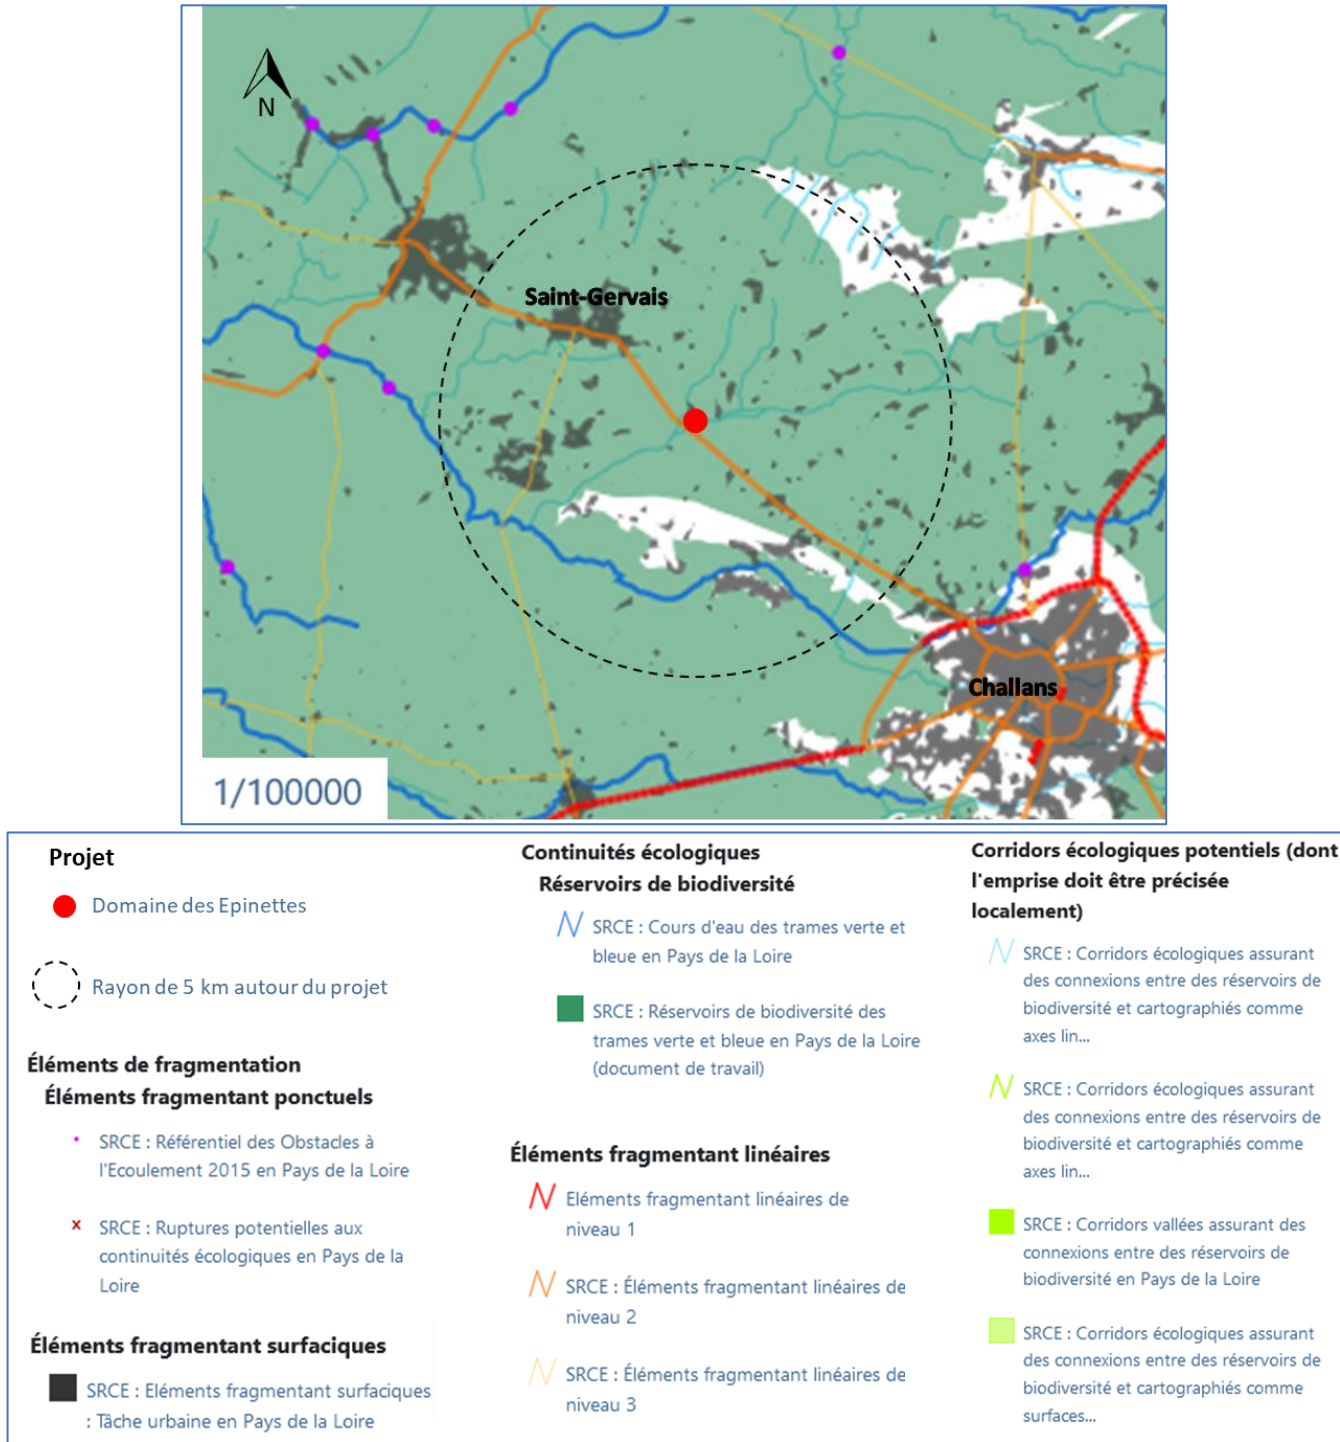 N
Saint-Gervais
Challans
1/100000
Projet
Domaine des Epinettes
Rayon de 5 km autour du projet
Éléments de fragmentation
Éléments fragmentant ponctuels
SRCE : Référentiel des Obstacles à
l'Ecoulement 2015 en Pays de la Loire
SRCE : Ruptures potentielles aux
continuités écologiques en Pays de la
Loire
Éléments fragmentant surfaciques
SRCE : Eléments fragmentant surfaciques
: Tâche urbaine en Pays de la Loire
Continuités écologiques
Réservoirs de biodiversité
SRCE : Cours d'eau des trames verte et
bleue en Pays de la Loire
SRCE : Réservoirs de biodiversité des
trames verte et bleue en Pays de la Loire
(document de travail)
Éléments fragmentant linéaires
Eléments fragmentant linéaires de
niveau 1
SRCE : Éléments fragmentant linéaires de
niveau 2
SRCE : Éléments fragmentant linéaires de
niveau 3
Corridors écologiques potentiels (dont
l'emprise doit être précisée
localement)
SRCE : Corridors écologiques assurant
des connexions entre des réservoirs de
biodiversité et cartographiés comme
axes lin...
SRCE : Corridors écologiques assurant
des connexions entre des réservoirs de
biodiversité et cartographiés comme
axes lin...
SRCE : Corridors vallées assurant des
connexions entre des réservoirs de
biodiversité en Pays de la Loire
SRCE : Corridors écologiques assurant
des connexions entre des réservoirs de
biodiversité et cartographiés comme
surfaces...